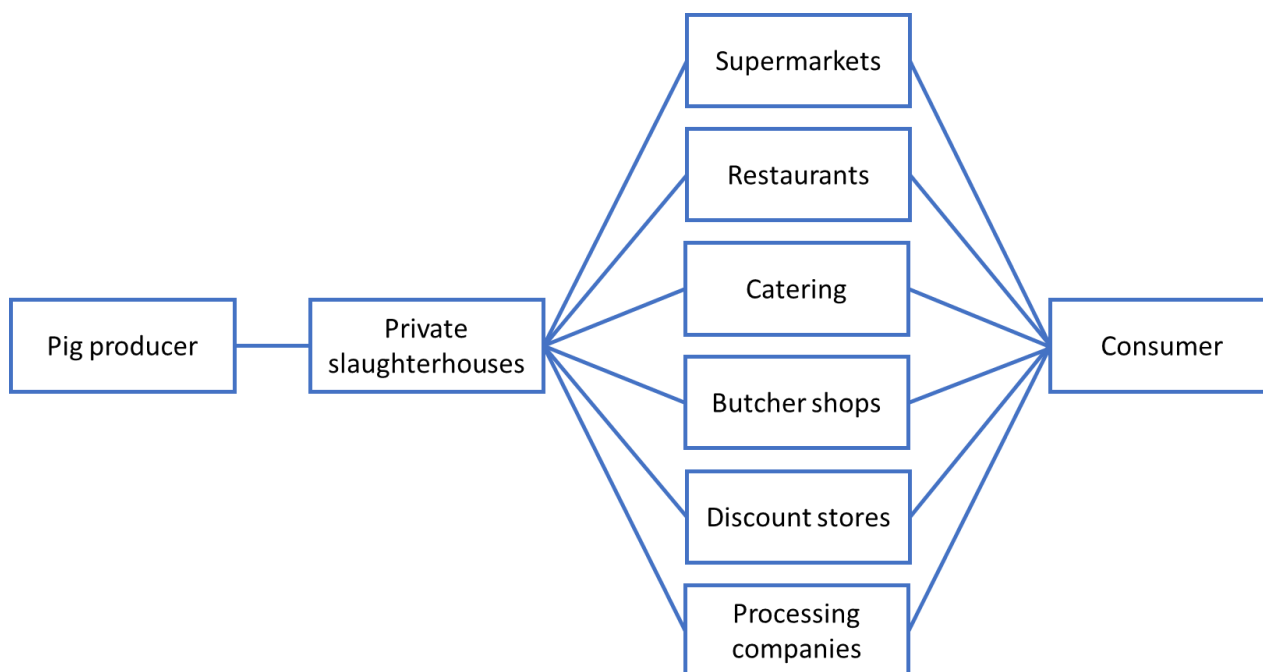 Supermarkets
Restaurants
Catering
Pig producer
Private
slaughterhouses
Consumer
Butcher shops
Discount stores
Processing
companies